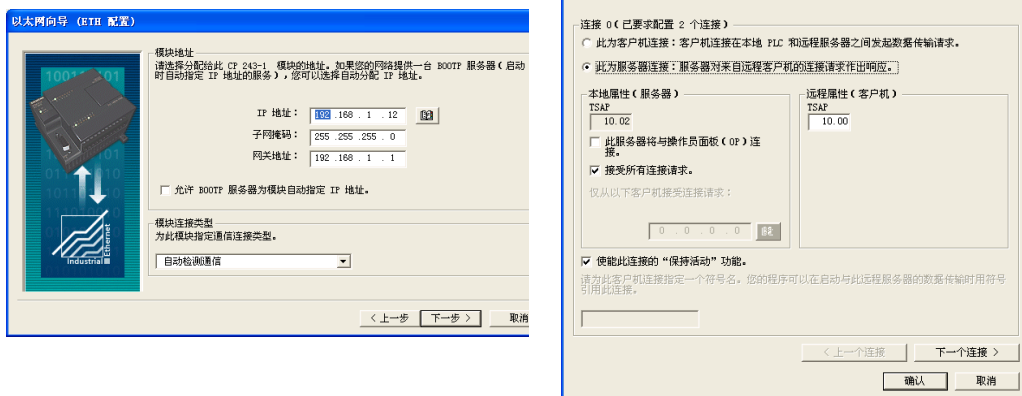 以太网向导 (ETH 配置)
模块地址
请选择分配给此 CP 243-1 模块的地址。如果您的网络提供一台 BOOTP 服务器(启动
时自动指定 IP 地址的服务),您可以选择自动分配 IP 地址。
IP 地址: 192 .168 . 1 . 12
子网掩码: 255 .255 .255 . 0
网关地址: 192 .168 . 1 . 1
允许 BOOTP 服务器为模块自动指定 IP 地址。
模块连接类型
为此模块指定通信连接类型。
自动检测通信
Industrial
Ethernet
< 上一步
下一步 >
取消
连接 0(已要求配置 2 个连接)
此为客户机连接:客户机连接在本地 PLC 和远程服务器之间发起数据传输请求。
此为服务器连接:服务器对来自远程客户机的连接请求作出响应。
本地属性(服务器)
TSAP
10.02
此服务器将与操作员面板(OP)连
接。
接受所有连接请求。
仅从以下客户机接受连接请求:
0 . 0 . 0 . 0
远程属性(客户机)
TSAP
10.00
使能此连接的“保持活动”功能。
请为此客户机连接指定一个符号名。您的程序可以在启动与此远程服务器的数据传输时用符号
引用此连接。
< 上一个连接
下一个连接 >
确认
取消